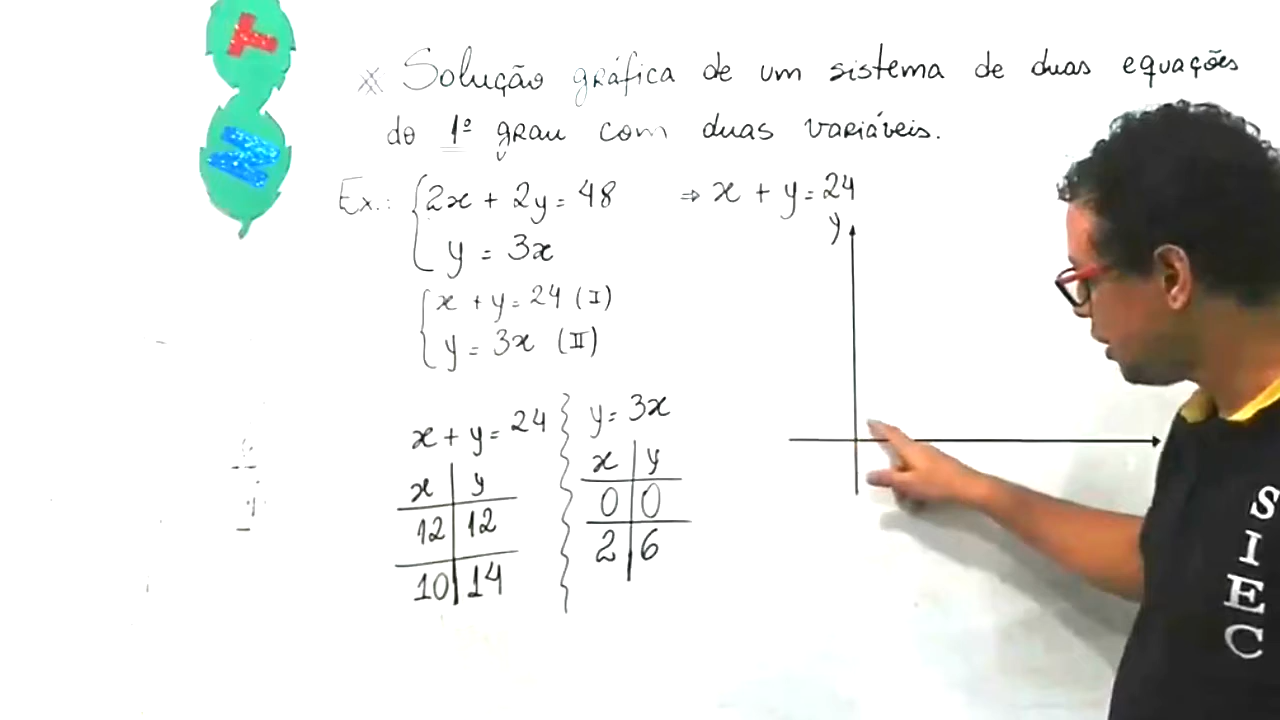 T
N
* Solução gráfica de um sistema de duas equações
do 1º grau com duas variáveis.
Ex.: { 2x + 2y = 48 ⇒ x + y = 24
y = 3x
y
{ x + y = 24 (I)
y = 3x (II)
x + y = 24
x | y
12 | 12
10 | 14
y = 3x
x | y
0 | 0
2 | 6
SIEC